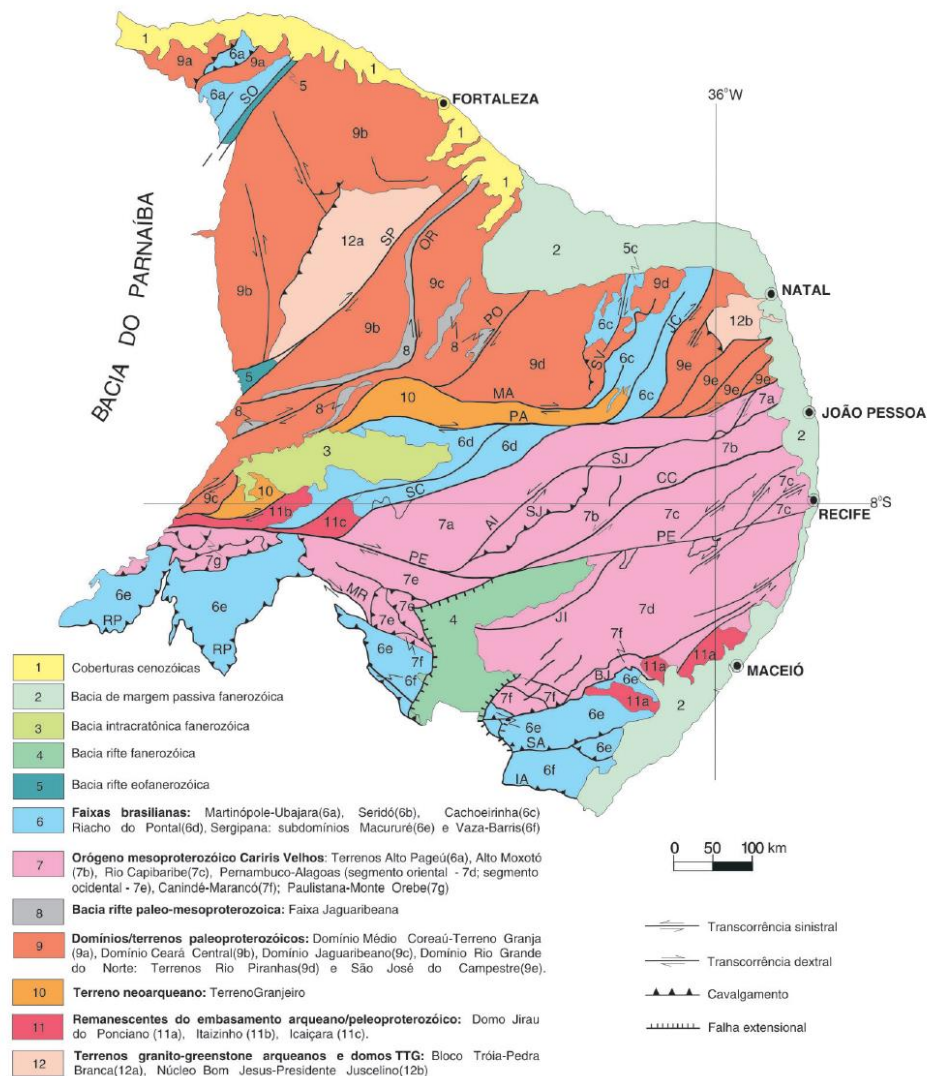 1
6a
9a
9a
1
6a
SO
5
FORTALEZA
36°W
9b
1
1
BACIA DO PARNAÍBA
12a
SP
OR
2
5c
9c
9d
NATAL
9b
9b
8
PO
6c
JC
12b
8
SV
9d
6c
9e
5
MA
9e
9e
9e
8
8
10
PA
6c
7a
JOÃO PESSOA
6d
6d
3
7b
2
SJ
CC
9c
10
SC
7c
11b
11c
7a
AI
SJ
7b
7c
7c
8°S
RECIFE
PE
PE
7g
7e
6e
6e
MR
7e
7e
4
JI
7d
RP
RP
6e
7f
7f
11a
11a
MACEIÓ
6f
BJ
6e
7f
7f
11a
2
6e
6e
SA
6e
IA
6f
1 Coberturas cenozóicas
2 Bacia de margem passiva fanerozóica
3 Bacia intracratônica fanerozóica
4 Bacia rifte fanerozóica
5 Bacia rifte eofanerozóica
6 Faixas brasilianas: Martinópole-Ubajara(6a), Seridó(6b), Cachoeirinha(6c)
Riacho do Pontal(6d), Sergipana: subdomínios Macururé(6e) e Vaza-Barris(6f)
7 Orógeno mesoproterozóico Cariris Velhos: Terrenos Alto Pageú(6a), Alto Moxotó
(7b), Rio Capibaribe(7c), Pernambuco-Alagoas (segmento oriental - 7d; segmento
ocidental - 7e), Canindé-Marancó(7f); Paulistana-Monte Orebe(7g)
8 Bacia rifte paleo-mesoproterozoica: Faixa Jaguaribeana
9 Domínios/terrenos paleoproterozóicos: Domínio Médio Coreaú-Terreno Granja
(9a), Domínio Ceará Central(9b), Domínio Jaguaribeano(9c), Domínio Rio Grande
do Norte: Terrenos Rio Piranhas(9d) e São José do Campestre(9e).
10 Terreno neoarqueano: TerrenoGranjeiro
11 Remanescentes do embasamento arqueano/peleoproterozóico: Domo Jirau
do Ponciano (11a), Itaizinho (11b), Icaiçara (11c).
12 Terrenos granito-greenstone arqueanos e domos TTG: Bloco Tróia-Pedra
Branca(12a), Núcleo Bom Jesus-Presidente Juscelino(12b)
0 50 100 km
Transcorrência sinistral
Transcorrência dextral
Cavalgamento
Falha extensional